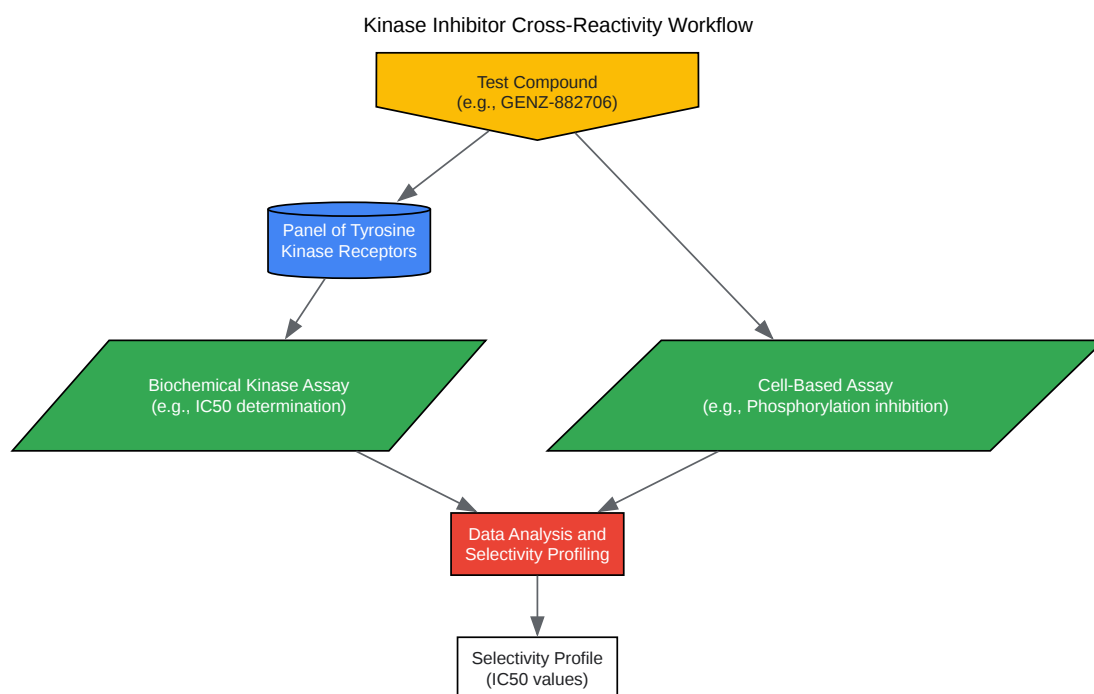 Kinase Inhibitor Cross-Reactivity Workflow
Test Compound
(e.g., GENZ-882706)
Panel of Tyrosine
Kinase Receptors
Biochemical Kinase Assay
(e.g., IC50 determination)
Cell-Based Assay
(e.g., Phosphorylation inhibition)
Data Analysis and
Selectivity Profiling
Selectivity Profile
(IC50 values)